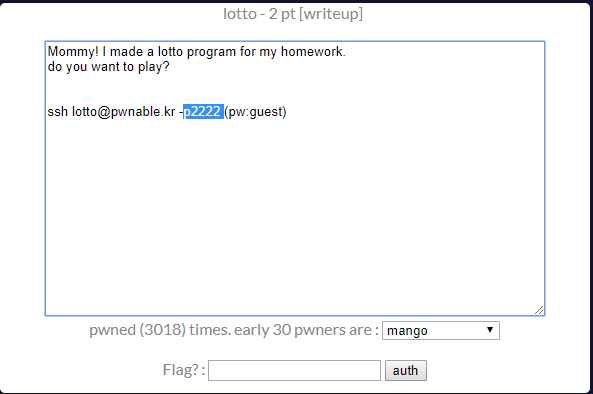 lotto - 2 pt [writeup]
Mommy! I made a lotto program for my homework.
do you want to play?
ssh lotto@pwnable.kr -p2222 (pw:guest)
pwned (3018) times. early 30 pwners are : mango
Flag? : auth